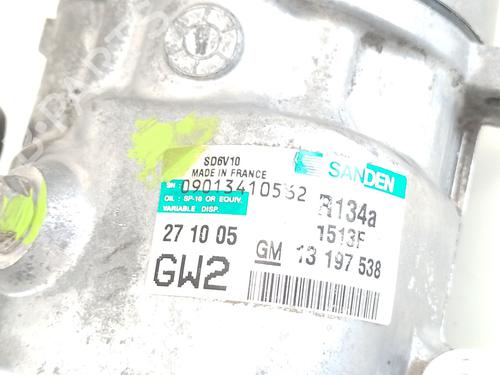 SD6V10
MADE IN FRANCE
SANDEN
SN : 09013410552
OIL : SP-10 OR EQUIV.
VARIABLE DISP.
R134a
1513F
27 10 05
GM 13 197 538
GW2